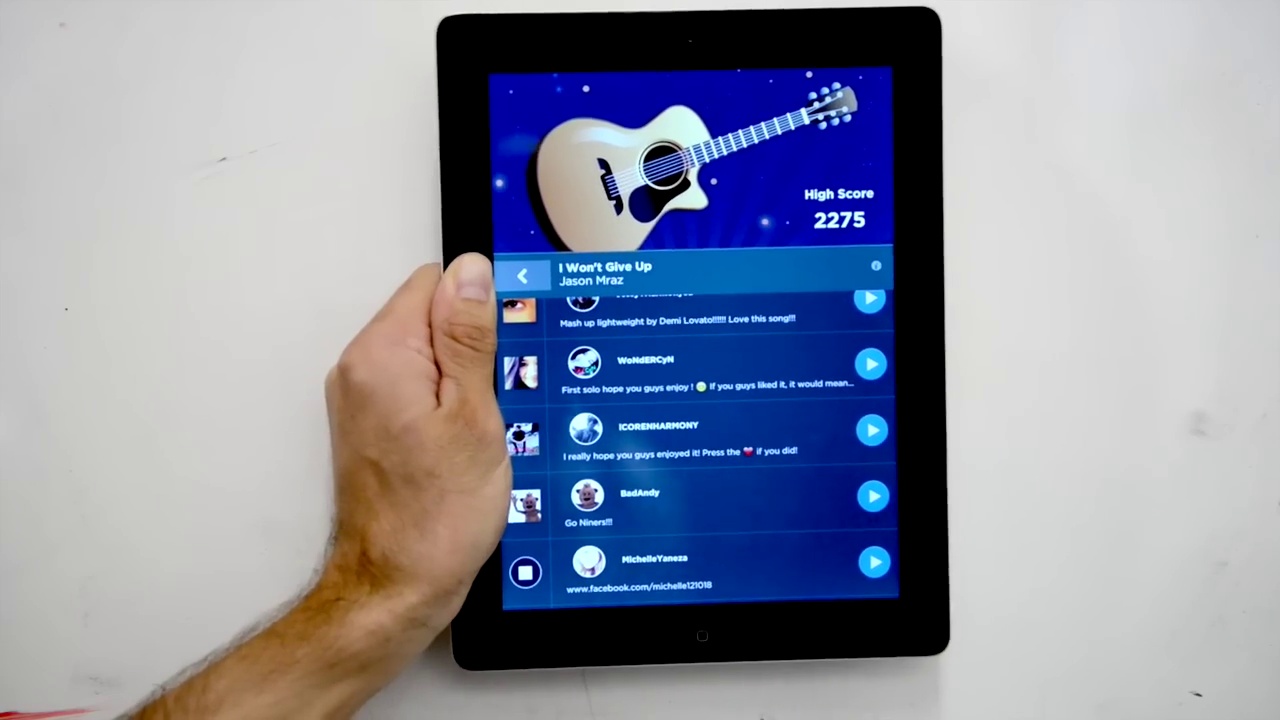 High Score
2275
I Won't Give Up
Jason Mraz
Mash up lightweight by Demi Lovato!!!!!! Love this song!!!
WoNdERCyN
First solo hope you guys enjoy ! 😊 If you guys liked it, it would mean...
ICORENHARMONY
I really hope you guys enjoyed it! Press the ❤️ if you did!
BadAndy
Go Niners!!!
MichelleYaneza
www.facebook.com/michelle121018